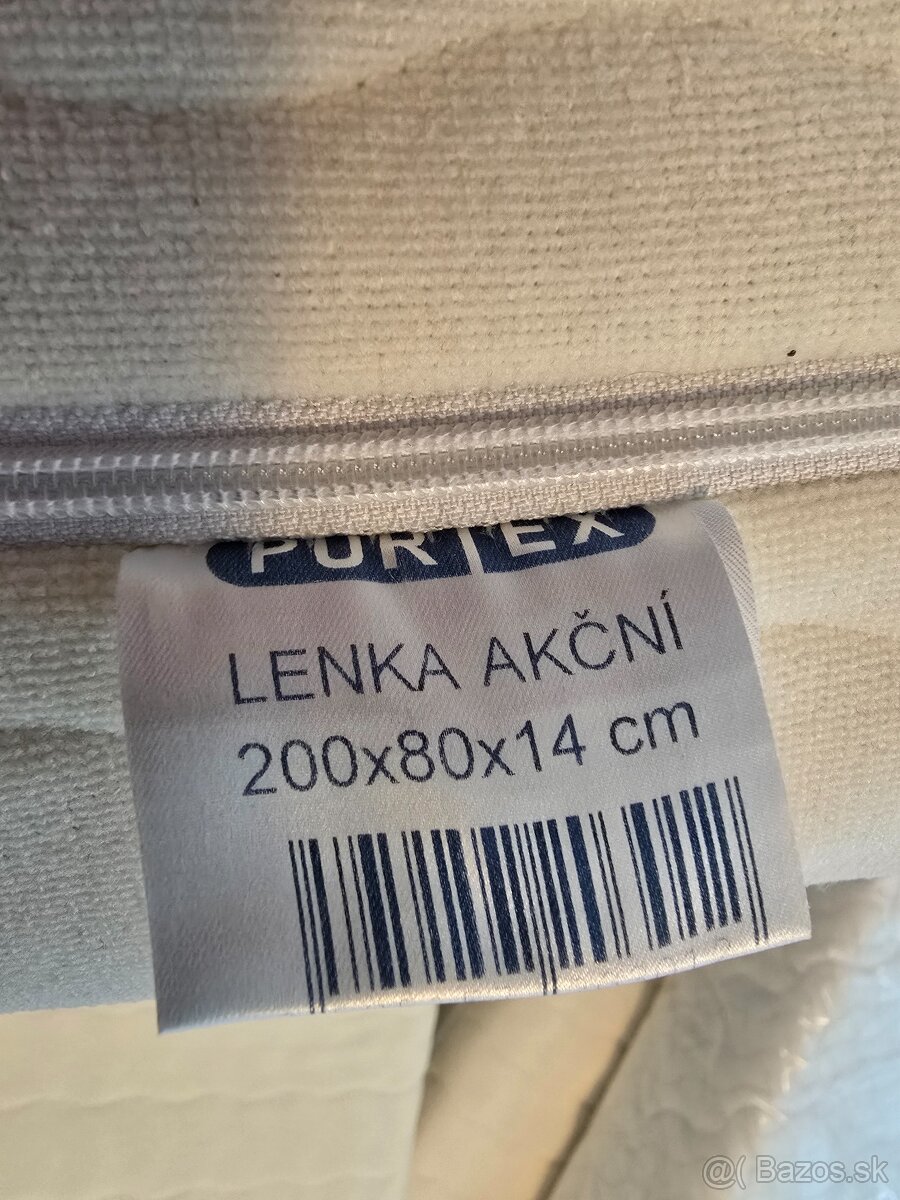 PURTEX
LENKA AKČNÍ
200x80x14 cm
@( Bazos.sk